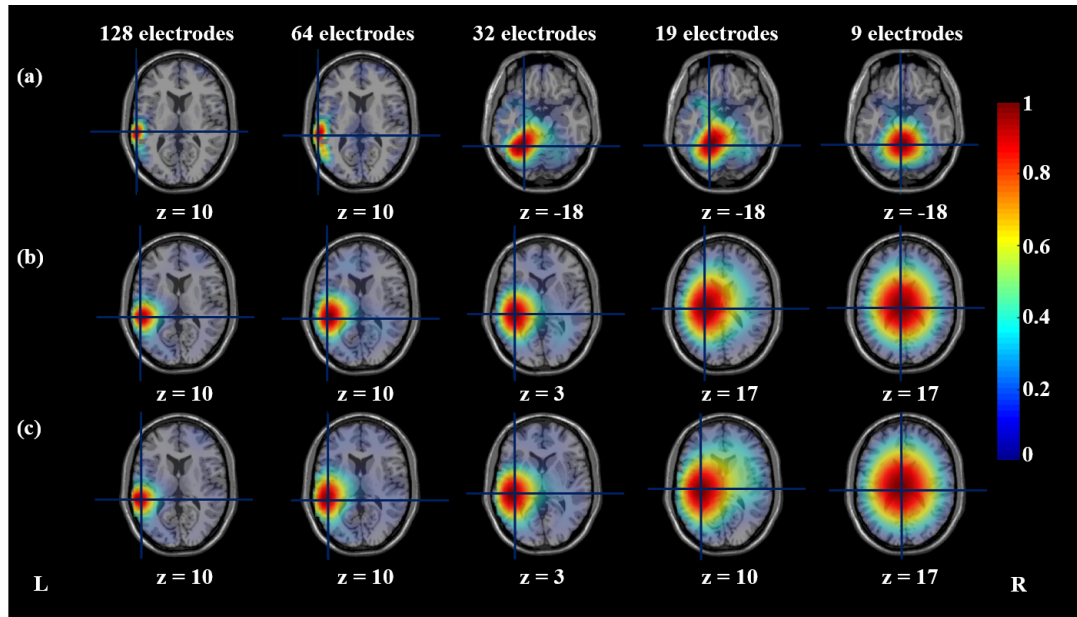 128 electrodes 64 electrodes 32 electrodes 19 electrodes 9 electrodes
(a)
z = 10 z = 10 z = -18 z = -18 z = -18
(b)
z = 10 z = 10 z = 3 z = 17 z = 17
(c)
z = 10 z = 10 z = 3 z = 10 z = 17
L R
1
0.8
0.6
0.4
0.2
0